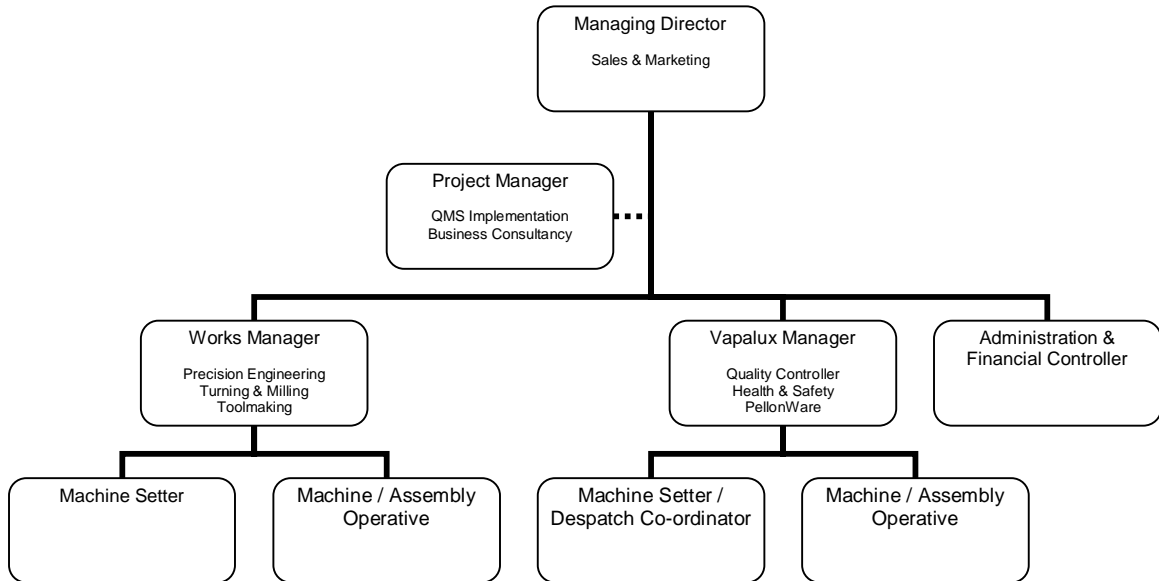 Managing Director
Sales & Marketing
Project Manager
QMS Implementation
Business Consultancy
Works Manager
Precision Engineering
Turning & Milling
Toolmaking
Vapalux Manager
Quality Controller
Health & Safety
PellonWare
Administration &
Financial Controller
Machine Setter
Machine / Assembly
Operative
Machine Setter /
Despatch Co-ordinator
Machine / Assembly
Operative